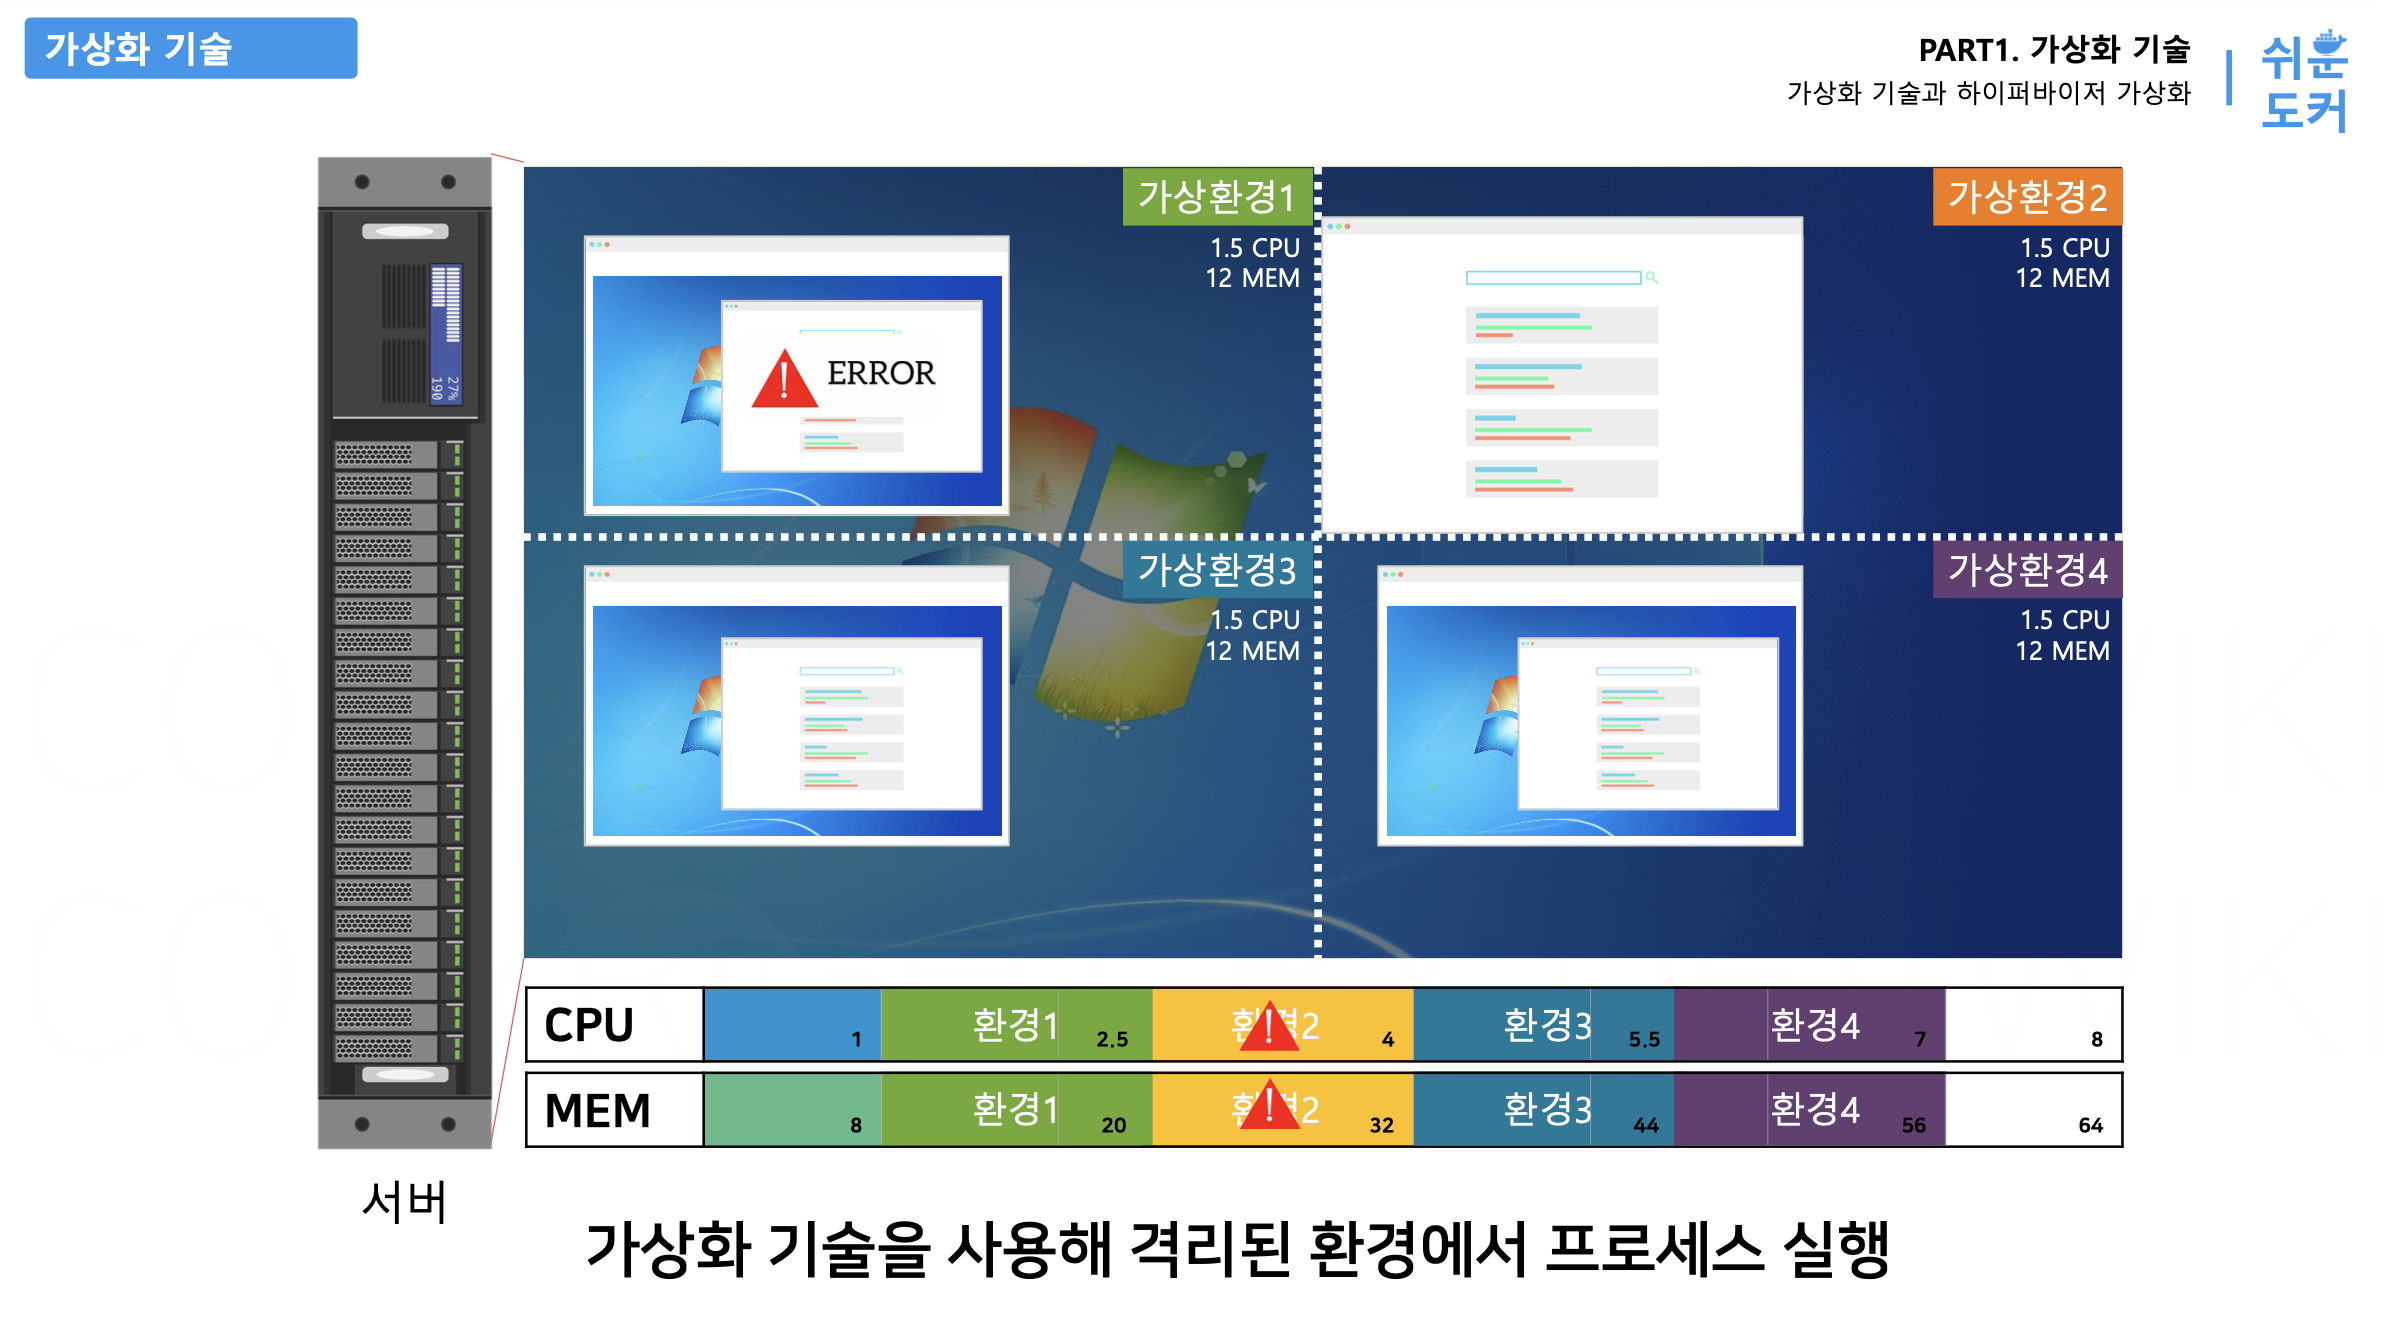 가상화 기술
PART1. 가상화 기술
가상화 기술과 하이퍼바이저 가상화
쉬운
도커
가상환경1
1.5 CPU
12 MEM
가상환경2
1.5 CPU
12 MEM
27%
190
ERROR
가상환경3
1.5 CPU
12 MEM
가상환경4
1.5 CPU
12 MEM
CPU 1 환경1 2.5 환경2 4 환경3 5.5 환경4 7 8
MEM 8 환경1 20 환경2 32 환경3 44 환경4 56 64
서버
가상화 기술을 사용해 격리된 환경에서 프로세스 실행